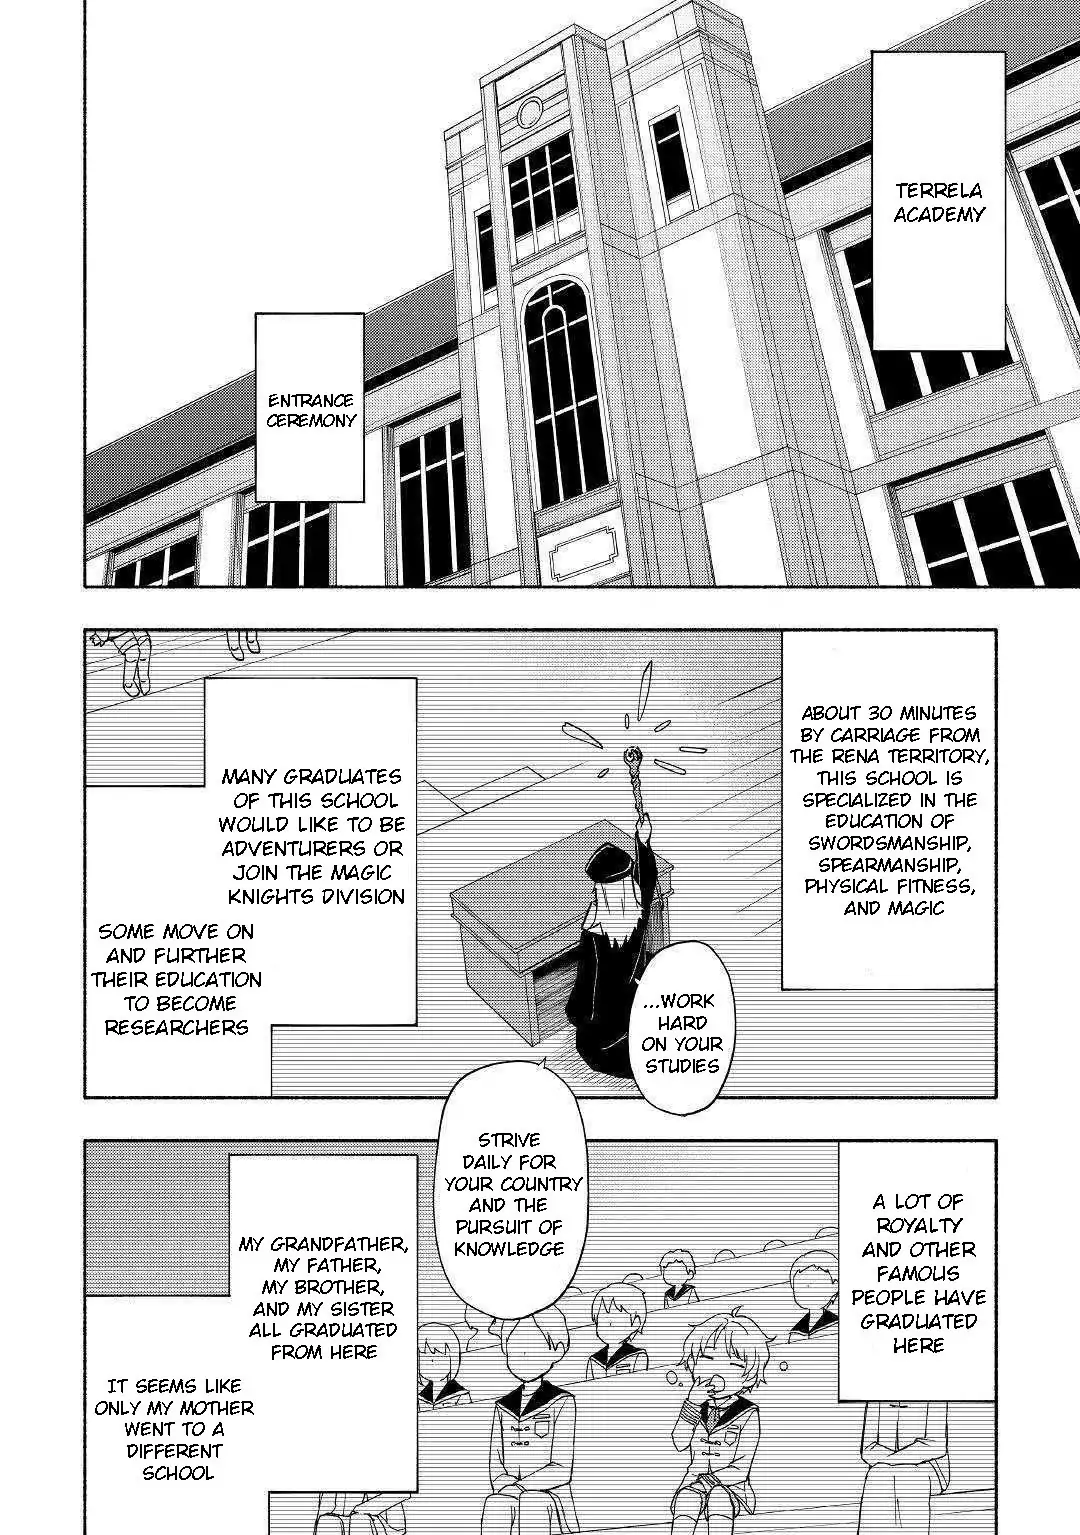 TERRELA
ACADEMY
ENTRANCE
CEREMONY
ABOUT 30 MINUTES
BY CARRIAGE FROM
THE RENA TERRITORY,
THIS SCHOOL IS
SPECIALIZED IN THE
EDUCATION OF
SWORDSMANSHIP,
SPEARMANSHIP,
PHYSICAL FITNESS,
AND MAGIC
MANY GRADUATES
OF THIS SCHOOL
WOULD LIKE TO BE
ADVENTURERS OR
JOIN THE MAGIC
KNIGHTS DIVISION
SOME MOVE ON
AND FURTHER
THEIR EDUCATION
TO BECOME
RESEARCHERS
...WORK
HARD
ON YOUR
STUDIES
STRIVE
DAILY FOR
YOUR COUNTRY
AND THE
PURSUIT OF
KNOWLEDGE
A LOT OF
ROYALTY
AND OTHER
FAMOUS
PEOPLE HAVE
GRADUATED
HERE
MY GRANDFATHER,
MY FATHER,
MY BROTHER,
AND MY SISTER
ALL GRADUATED
FROM HERE
IT SEEMS LIKE
ONLY MY MOTHER
WENT TO A
DIFFERENT
SCHOOL